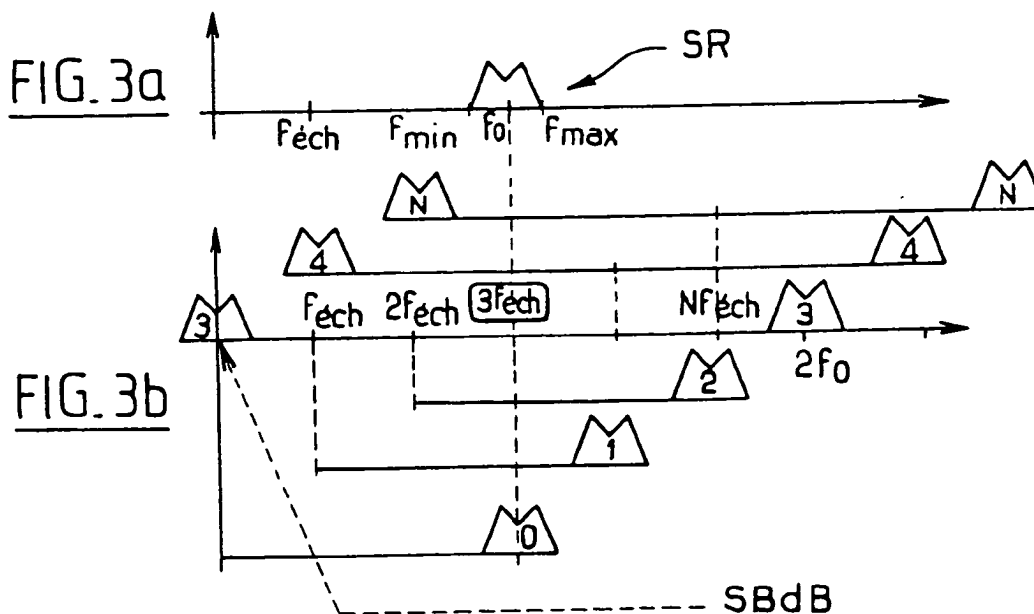 FIG. 3a
SR
féch fmin f0 fmax
N N
4 4
3 féch 2féch 3féch Nféch 3
2f0
FIG. 3b
2
1
0
SBdB